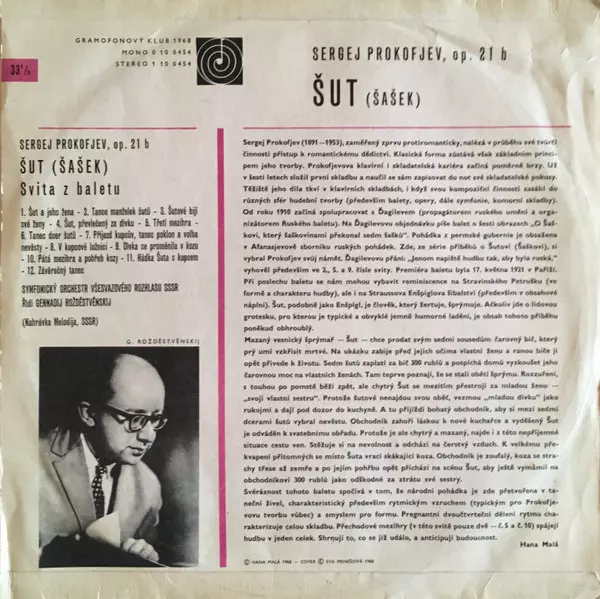 GRAMOFONOVÝ KLUB 1968
MONO 0 10 0454
STEREO 1 10 0454
33 1/3
SERGEJ PROKOFJEV, op. 21 b
ŠUT (ŠAŠEK)
SERGEJ PROKOFJEV, op. 21 b
ŠUT (ŠAŠEK)
Svita z baletu
1. Šut a jeho žena - 2. Tanec manželek šutů - 3. Šutové bijí
své ženy - 4. Šut, převlečený za dívku - 5. Třetí mezihra -
6. Tanec dcer šutů - 7. Příjezd kupcův, tanec poklon a volba
nevěsty - 8. V kupcově ložnici - 9. Dívka se proměnila v kozu
- 10. Pátá mezihra a pohřeb kozy - 11. Hádka Šuta s kupcem
- 12. Závěrečný tanec
SYMFONICKÝ ORCHESTR VŠESVAZOVÉHO ROZHLASU SSSR
Řídí GENNADIJ ROŽDĚSTVĚNSKIJ
(Nahrávka Melodija, SSSR)
G. ROŽDĚSTVĚNSKIJ
Sergej Prokofjev (1891—1953), zaměřený zprvu protiromanticky, nalézá v průběhu své tvůrčí
činnosti přístup k romantickému dědictví. Klasická forma zůstává však základním princi-
pem jeho tvorby. Prokofjevova klavírní i skladatelská kariéra začíná poměrně brzy. Už
v šesti letech složil první skladbu a naučil se sám zapisovat do not své skladatelské pokusy.
Těžiště jeho díla tkví v klavírních skladbách, i když svou kompoziční činností zasáhl do
různých sfér hudební tvorby (především balety, opery, dále symfonie, komorní skladby).
Od roku 1910 začíná spolupracovat s Ďagilevem (propagátorem ruského umění a orga-
nizátorem Ruského baletu). Na Ďagilevovu objednávku píše balet o šesti obrazech „O Šaš-
kovi, který šaškovinami překonal sedm šašků". Pohádka z permské gubernie je obsažena
v Afanasjevově sborníku ruských pohádek. Zde, ze série příběhů o Šutovi (Šaškovi), si
vybral Prokofjev svůj námět. Ďagilevovu přání: „Jenom napiště hudbu tak, aby byla ruská,"
vyhověl především ve 2., 5. a 9. čísle svity. Premiéra baletu byla 17. května 1921 v Paříži.
Při poslechu baletu se nám mohou vybavit reminiscence na Stravinského Petrušku (ve
formě a charakteru hudby), ale i na Straussova Enšpíglova šibalství (především v obsahové
náplni). Šut, podobně jako Enšpígl, je člověk, který žertuje, šprýmuje. Ačkoliv jde o lidovou
grotesku, pro kterou je typické a obvyklé jemně humorné ladění, je obsah tohoto příběhu
poněkud obhroublý.
Mazaný vesnický šprýmař — Šut — chce prodat svým sedmi sousedům čarovný bič, který
prý umí vzkřísit mrtvé. Na ukázku zabije před jejich očima vlastní ženu a ranou biče ji
opět přivede k životu. Sedm šutů zaplatí za bič 300 rublů a pospíchá domů vyzkoušet jeho
čarovnou moc na vlastních ženách. Tam teprve poznají, že se stali obětí šprýmu. Rozzuření,
s touhou po pomstě běží zpět, ale chytrý Šut se mezitím přestrojí za mladou ženu —
„svoji vlastní sestru". Protože šutové nenajdou svou oběť, vezmou „mladou dívku" jako
rukojmí a dají pod dozor do kuchyně. A tu přijíždí bohatý obchodník, aby si mezi sedmi
dcerami šutů vybral nevěstu. Obchodník zahoří láskou k nové kuchařce a vyděšený Šut
je odváděn k svatebnímu obřadu. Protože je ale chytrý a mazaný, najde i z této nepříjemné
situace cestu ven. Stěžuje si na nevolnost a odchází na čerstvý vzduch. K velikému pře-
kvapení přítomných se místo Šuta vrací skákající koza. Obchodník je zoufalý, koza se stra-
chy třese až zemře a po jejím pohřbu opět přichází na scénu Šut, aby ještě vymámil na
obchodníkovi 300 rublů jako odškodné za ztrátu své sestry.
Svéráznost tohoto baletu spočívá v tom, že národní pohádka je zde přetvořena v ta-
neční živel, charakteristický především rytmickým vzruchem (typickým pro Prokofje-
vovu tvorbu vůbec) a smyslem pro formu. Pregnantní dvoučtvrteční dělení rytmu cha-
rakterizuje celou skladbu. Přechodové mezihry (v této svitě pouze dvě — č. 5 a č. 10) spájejí
hudbu v jeden celek. Shrnují to, co se již událo, a anticipují budoucnost.
Hana Malá
© HANA MALÁ 1968 — COVER © EVA MENEŠOVÁ 1968